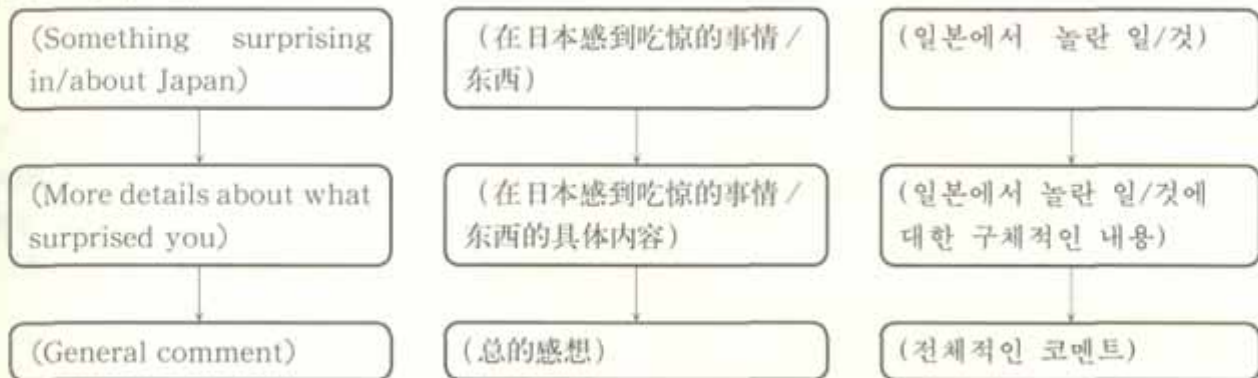 (Something surprising
in/about Japan)
(在日本感到吃惊的事情/
东西)
(일본에서 놀란 일/것)
(More details about what
surprised you)
(在日本感到吃惊的事情/
东西的具体内容)
(일본에서 놀란 일/것에
대한 구체적인 내용)
(General comment)
(总的感想)
(전체적인 코멘트)